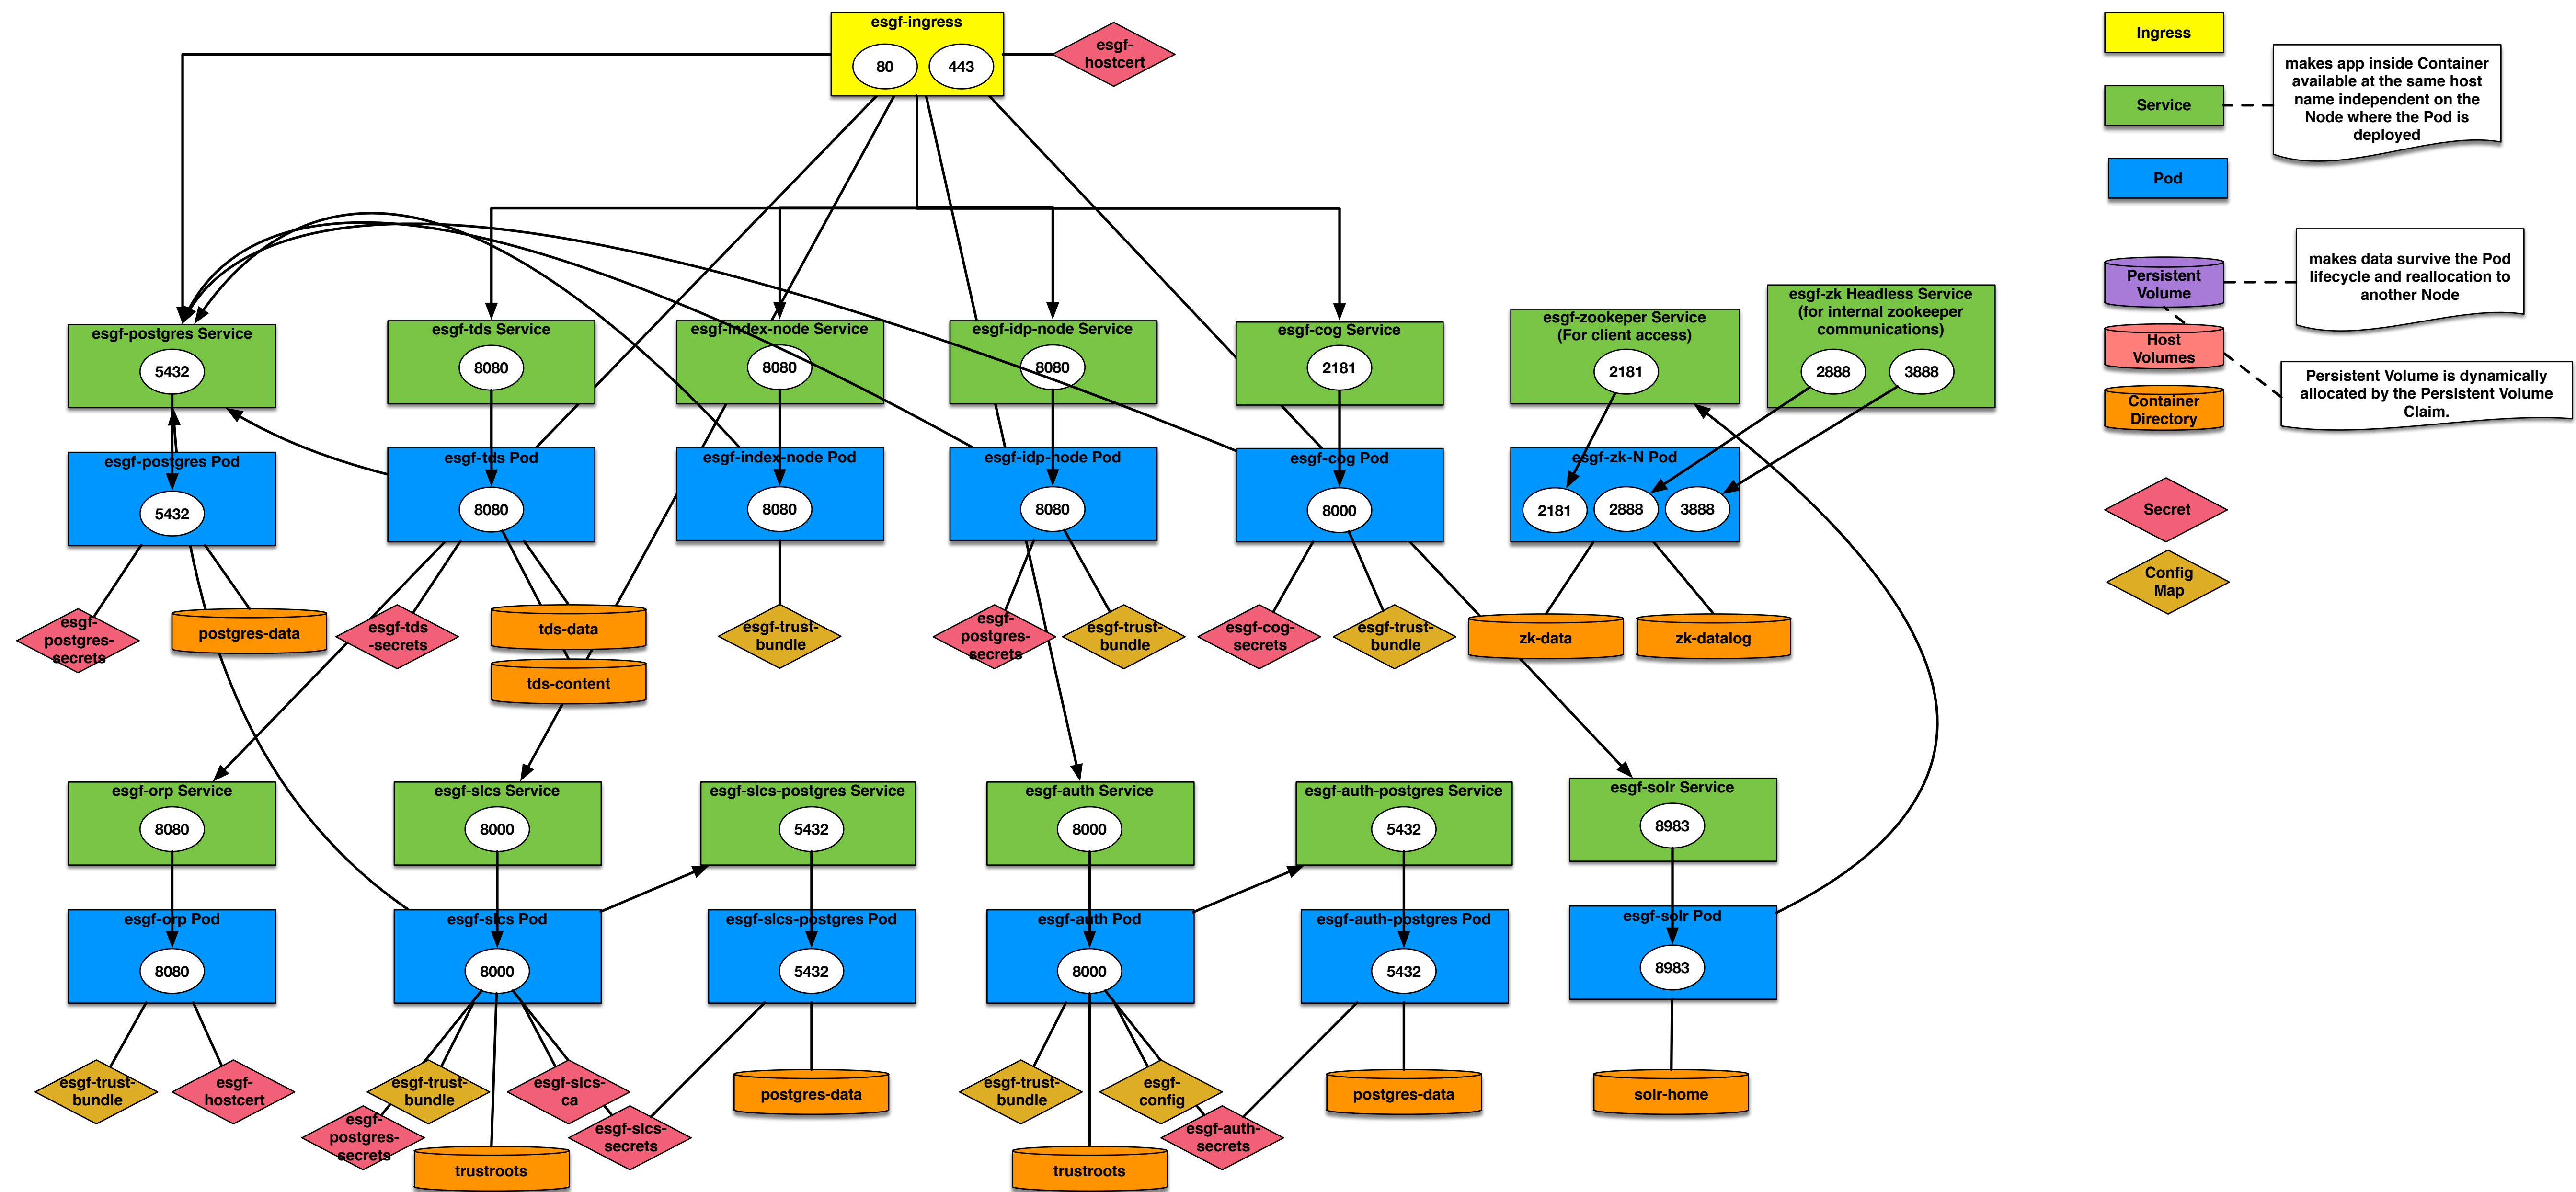 esgf-ingress
80
443
esgf-
hostcert
Ingress
Service
makes app inside Container
available at the same host
name independent on the
Node where the Pod is
deployed
Pod
Persistent
Volume
makes data survive the Pod
lifecycle and reallocation to
another Node
Host
Volumes
Persistent Volume is dynamically
allocated by the Persistent Volume
Claim.
Container
Directory
Secret
Config
Map
esgf-postgres Service
5432
esgf-tds Service
8080
esgf-index-node Service
8080
esgf-idp-node Service
8080
esgf-cog Service
2181
esgf-zookeper Service
(For client access)
2181
esgf-zk Headless Service
(for internal zookeeper
communications)
2888
3888
esgf-postgres Pod
5432
esgf-tds Pod
8080
esgf-index-node Pod
8080
esgf-idp-node Pod
8080
esgf-cog Pod
8000
esgf-zk-N Pod
2181
2888
3888
esgf-
postgres-
secrets
postgres-data
esgf-tds
-secrets
tds-data
tds-content
esgf-trust-
bundle
esgf-
postgres-
secrets
esgf-trust-
bundle
esgf-cog-
secrets
esgf-trust-
bundle
zk-data
zk-datalog
esgf-orp Service
8080
esgf-slcs Service
8000
esgf-slcs-postgres Service
5432
esgf-auth Service
8000
esgf-auth-postgres Service
5432
esgf-solr Service
8983
esgf-orp Pod
8080
esgf-slcs Pod
8000
esgf-slcs-postgres Pod
5432
esgf-auth Pod
8000
esgf-auth-postgres Pod
5432
esgf-solr Pod
8983
esgf-trust-
bundle
esgf-
hostcert
esgf-trust-
bundle
esgf-
postgres-
secrets
trustroots
esgf-slcs-
ca
esgf-slcs-
secrets
postgres-data
esgf-trust-
bundle
trustroots
esgf-
config
esgf-auth-
secrets
postgres-data
solr-home